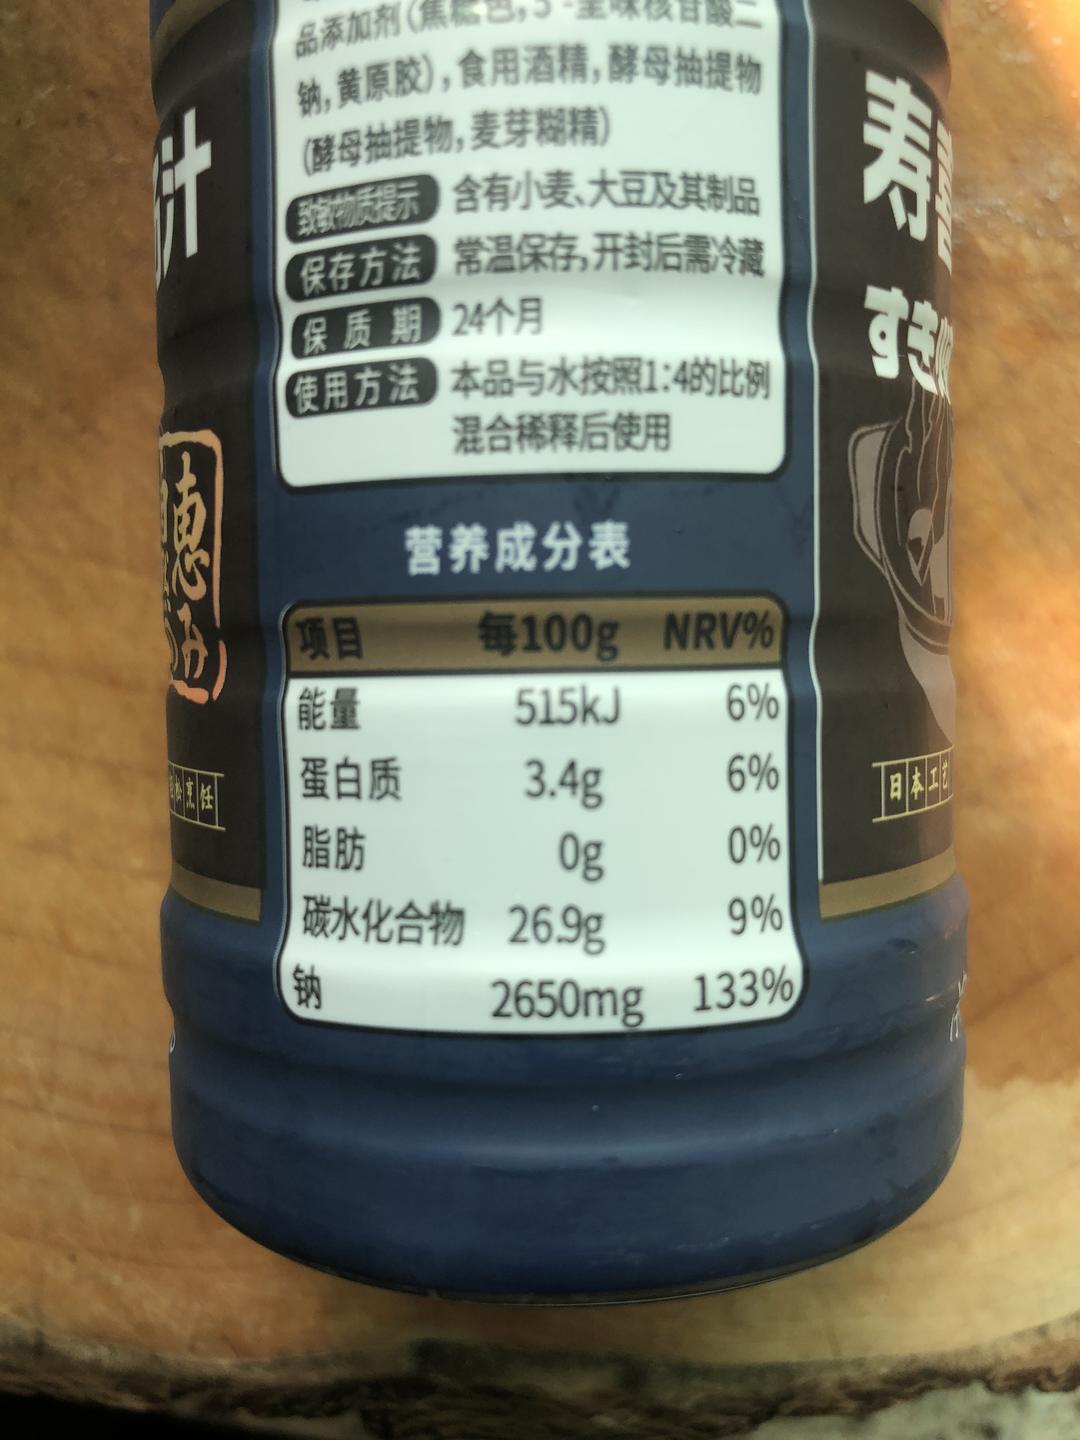 品添加剂(焦糖色,5'-呈味核苷酸二
钠,黄原胶),食用酒精,酵母抽提物
(酵母抽提物,麦芽糊精)
致敏物质提示 含有小麦、大豆及其制品
保存方法 常温保存,开封后需冷藏
保质期 24个月
使用方法 本品与水按照1:4的比例
混合稀释后使用
营养成分表
项目 每100g NRV%
能量 515kJ 6%
蛋白质 3.4g 6%
脂肪 0g 0%
碳水化合物 26.9g 9%
钠 2650mg 133%
汁
惠
松烹饪
寿喜
すき
日本工艺